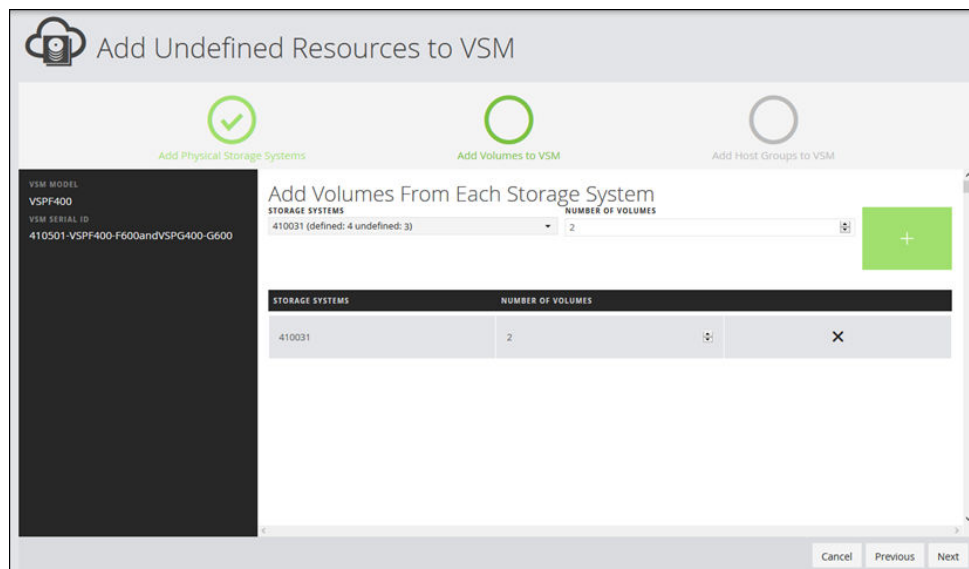 Add Undefined Resources to VSM
Add Physical Storage Systems
Add Volumes to VSM
Add Host Groups to VSM
VSM MODEL
VSPF400
VSM SERIAL ID
410501-VSPF400-F600andVSPG400-G600
Add Volumes From Each Storage System
STORAGE SYSTEMS NUMBER OF VOLUMES
410031 (defined: 4 undefined: 3) 2
+
STORAGE SYSTEMS NUMBER OF VOLUMES
410031 2
Cancel Previous Next